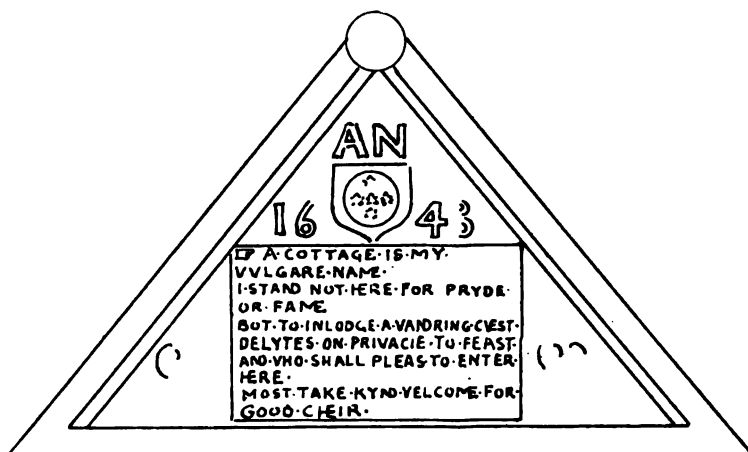 AN
16 43
A·COTTAGE·IS·MY·
VVLGARE·NAME·
I·STAND NOT·HERE·FOR PRYDE·
OR·FAME
BOT·TO·INLODGE·A·VANDRING·GVEST·
DELYTES·ON·PRIVACIE·TO·FEAST·
AND·VHO·SHALL PLEAS·TO·ENTER·
HERE·
MOST·TAKE·KYND·VELCOME·FOR·
GOOD·CHEIR·